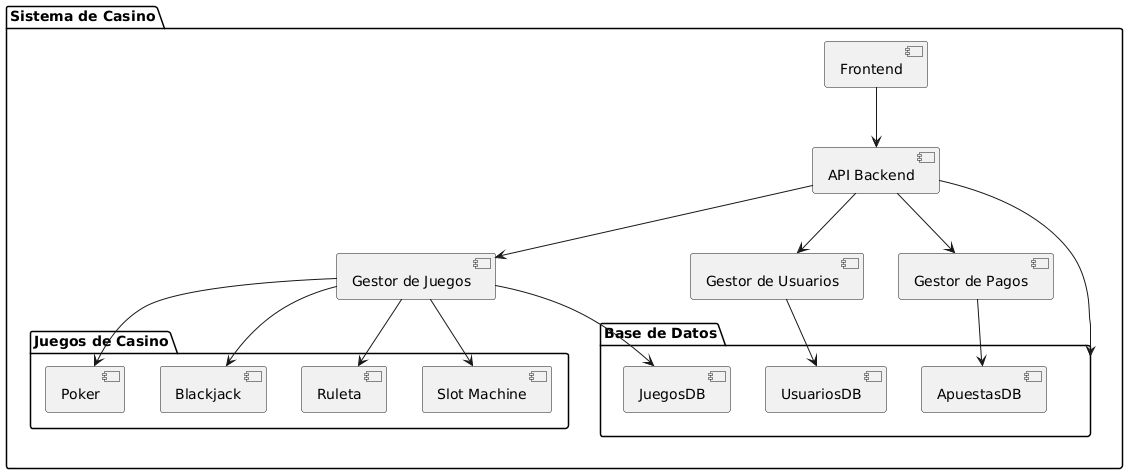 Sistema de Casino
Frontend
API Backend
Gestor de Juegos
Gestor de Usuarios
Gestor de Pagos
Juegos de Casino
Base de Datos
Poker
Blackjack
Ruleta
Slot Machine
JuegosDB
UsuariosDB
ApuestasDB